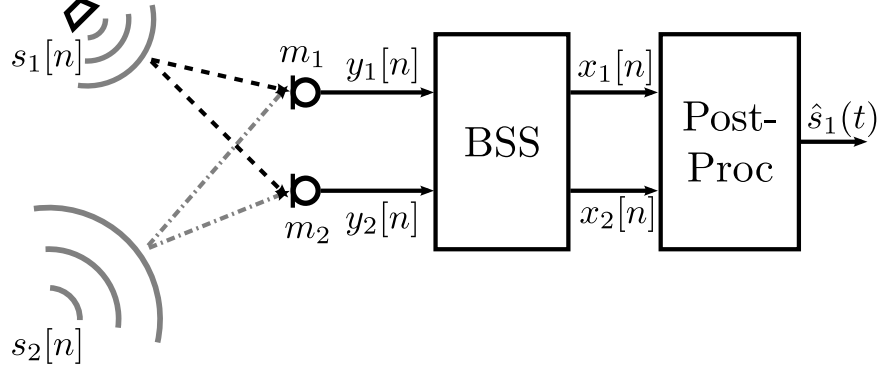 s₁[n]
m₁
y₁[n]
BSS
x₁[n]
Post-
Proc
ŝ₁(t)
m₂
y₂[n]
x₂[n]
s₂[n]